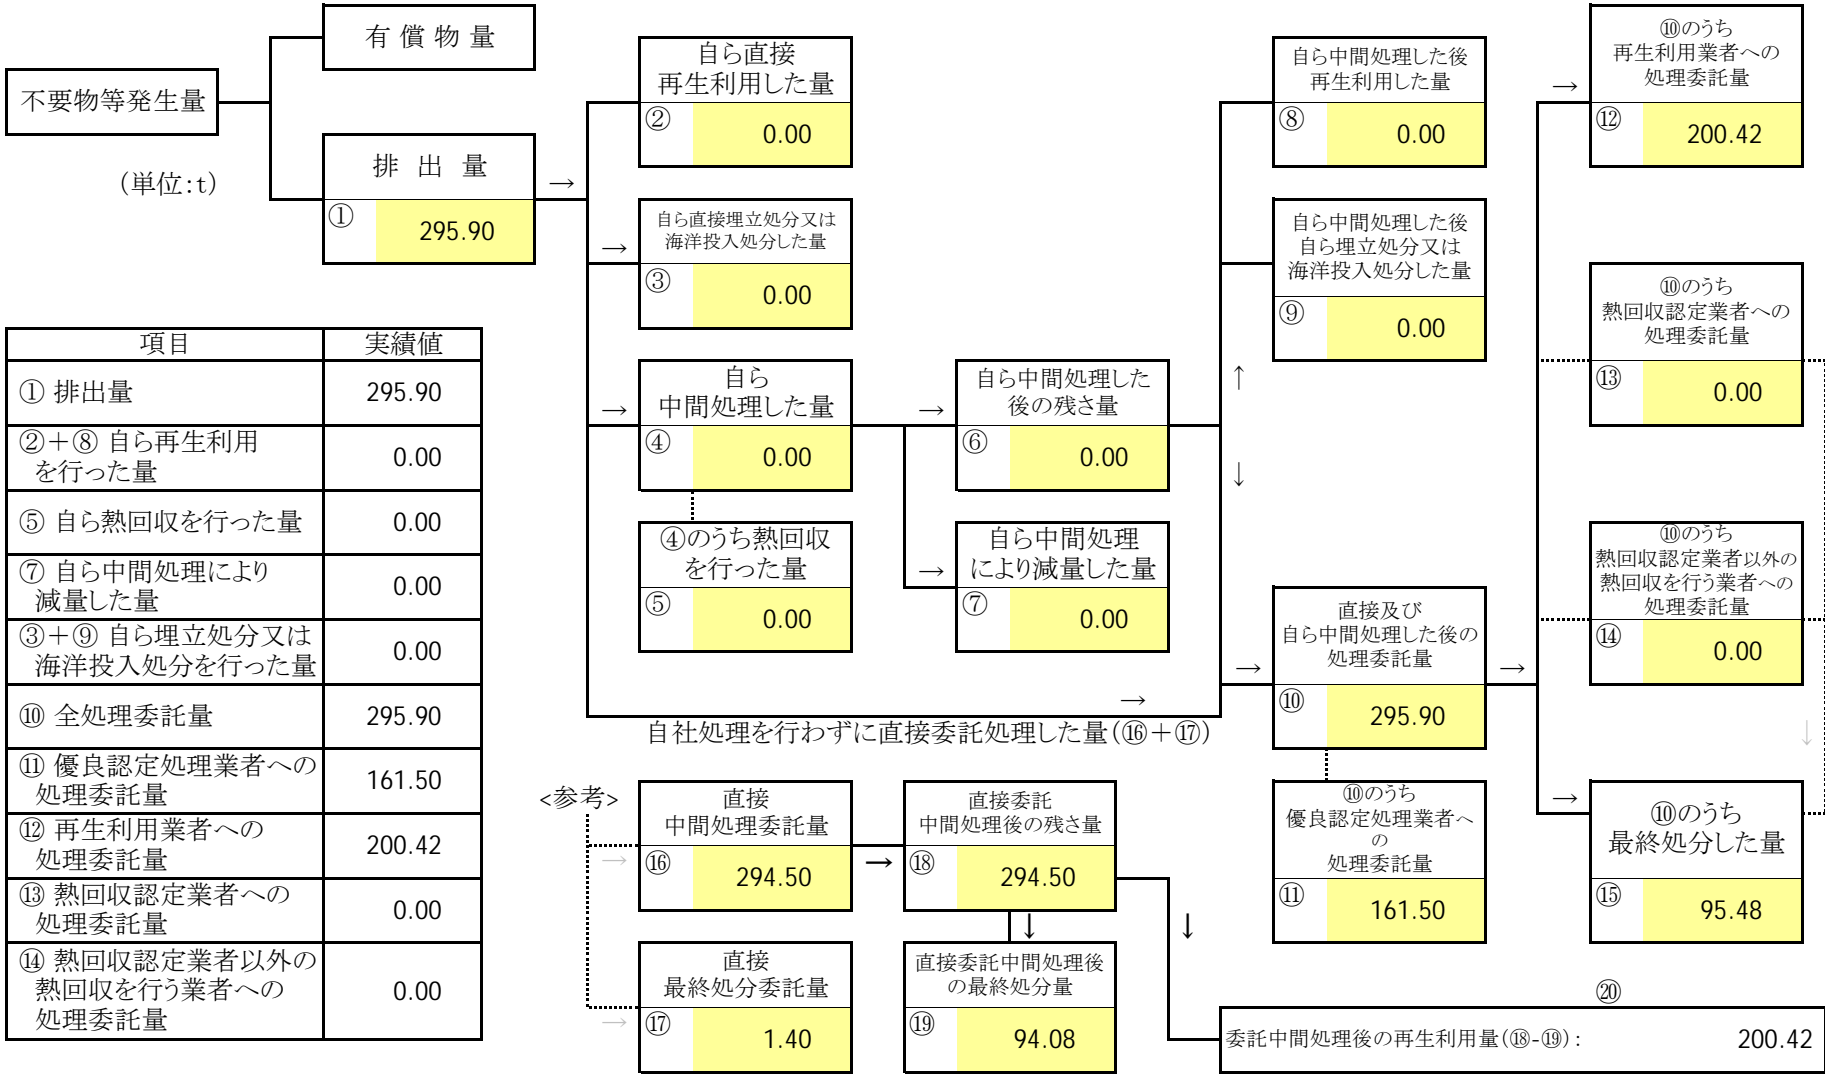 有 償 物 量
不要物等発生量
(単位:t)
排 出 量
→
①
295.90
自ら直接
再生利用した量
②
0.00
→
自ら直接埋立処分又は
海洋投入処分した量
③
0.00
→
自ら
中間処理した量
④
0.00
④のうち熱回収
を行った量
⑤
0.00
→
自ら中間処理した
後の残さ量
⑥
0.00
→
自ら中間処理
により減量した量
⑦
0.00
↑
↓
自ら中間処理した後
再生利用した量
⑧
0.00
自ら中間処理した後
自ら埋立処分又は
海洋投入処分した量
⑨
0.00
→
自社処理を行わずに直接委託処理した量(⑯+⑰)
→
直接及び
自ら中間処理した後の
処理委託量
⑩
295.90
→
⑩のうち
優良認定処理業者へ
の
処理委託量
⑪
161.50
→
⑩のうち
再生利用業者への
処理委託量
⑫
200.42
⑩のうち
熱回収認定業者への
処理委託量
⑬
0.00
⑩のうち
熱回収認定業者以外の
熱回収を行う業者への
処理委託量
⑭
0.00
↓
→
⑩のうち
最終処分した量
⑮
95.48
項目 実績値
① 排出量 295.90
②+⑧ 自ら再生利用
を行った量 0.00
⑤ 自ら熱回収を行った量 0.00
⑦ 自ら中間処理により
減量した量 0.00
③+⑨ 自ら埋立処分又は
海洋投入処分を行った量 0.00
⑩ 全処理委託量 295.90
⑪ 優良認定処理業者への
処理委託量 161.50
⑫ 再生利用業者への
処理委託量 200.42
⑬ 熱回収認定業者への
処理委託量 0.00
⑭ 熱回収認定業者以外の
熱回収を行う業者への
処理委託量 0.00
<参考>
→
直接
中間処理委託量
⑯
294.50
→
直接委託
中間処理後の残さ量
⑱
294.50
↓
↓
→
直接
最終処分委託量
⑰
1.40
直接委託中間処理後
の最終処分量
⑲
94.08
⑳
委託中間処理後の再生利用量(⑱-⑲): 200.42